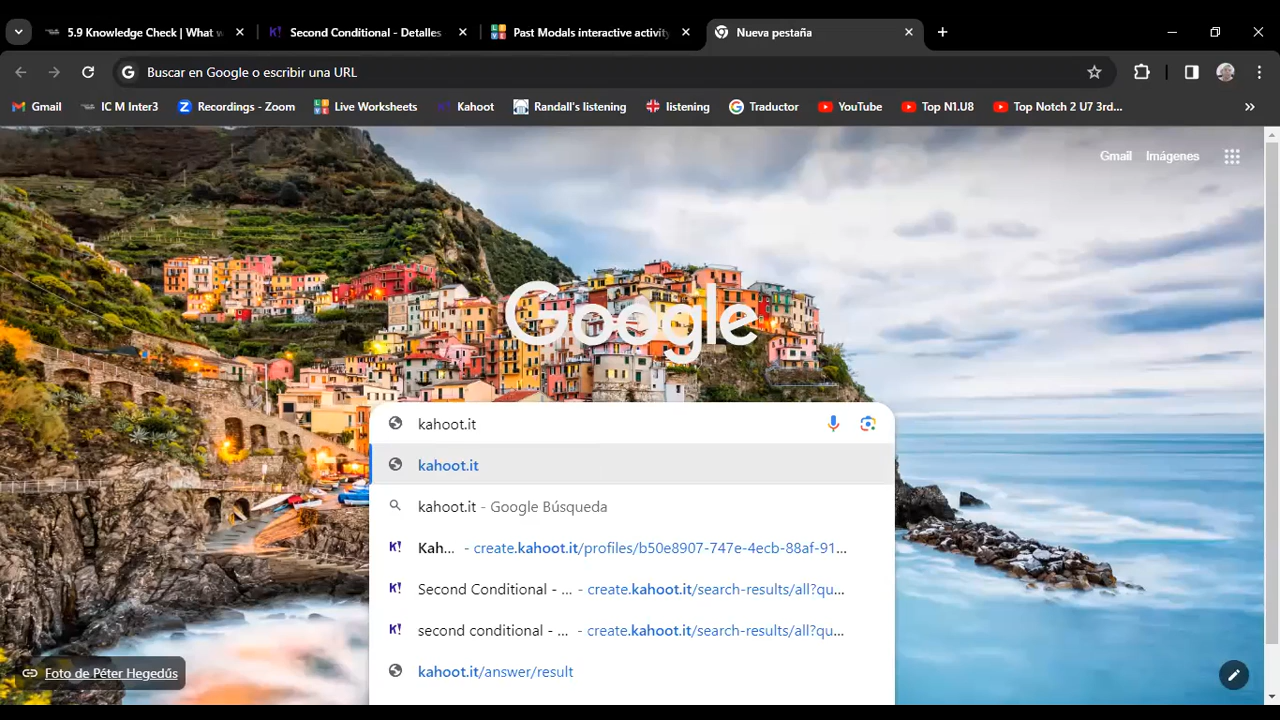 5.9 Knowledge Check | What w
Second Conditional - Detalles
Past Modals interactive activity
Nueva pestaña
Buscar en Google o escribir una URL
Gmail
IC M Inter3
Recordings - Zoom
Live Worksheets
Kahoot
Randall's listening
listening
Traductor
YouTube
Top N1.U8
Top Notch 2 U7 3rd...
Gmail
Imágenes
Google
kahoot.it
kahoot.it
kahoot.it - Google Búsqueda
Kah... - create.kahoot.it/profiles/b50e8907-747e-4ecb-88af-91...
Second Conditional - ... - create.kahoot.it/search-results/all?qu...
second conditional - ... - create.kahoot.it/search-results/all?qu...
kahoot.it/answer/result
Foto de Péter Hegedűs